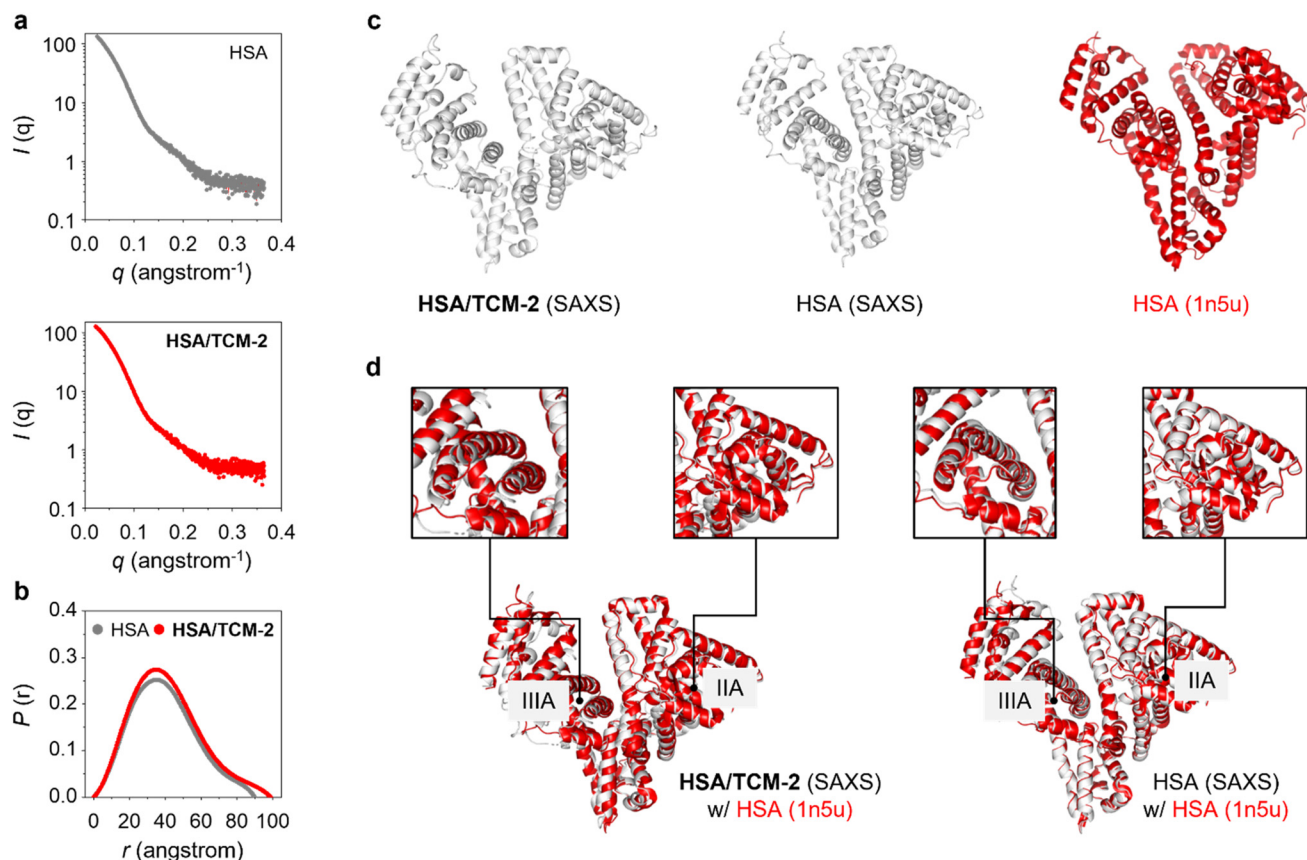 a
HSA
I (q)
100
10
1
0.1
0.0 0.1 0.2 0.3 0.4
q (angstrom-1)
HSA/TCM-2
I (q)
100
10
1
0.1
0.0 0.1 0.2 0.3 0.4
q (angstrom-1)
b
HSA HSA/TCM-2
P (r)
0.4
0.3
0.2
0.1
0.0
0 20 40 60 80 100
r (angstrom)
c
HSA/TCM-2 (SAXS)
HSA (SAXS)
HSA (1n5u)
d
IIIA
IIA
HSA/TCM-2 (SAXS)
w/ HSA (1n5u)
IIIA
IIA
HSA (SAXS)
w/ HSA (1n5u)